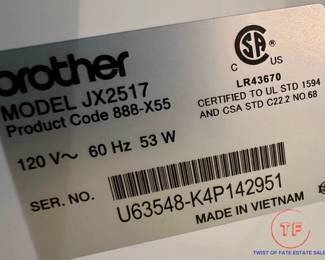 brother
MODEL JX2517
Product Code 888-X55
120 V~ 60 Hz 53 W
SER. NO. U63548-K4P142951
MADE IN VIETNAM
CSA
C US
LR43670
CERTIFIED TO UL STD 1594
AND CSA STD C22.2 NO.68
TF
TWIST OF FATE ESTATE SALES